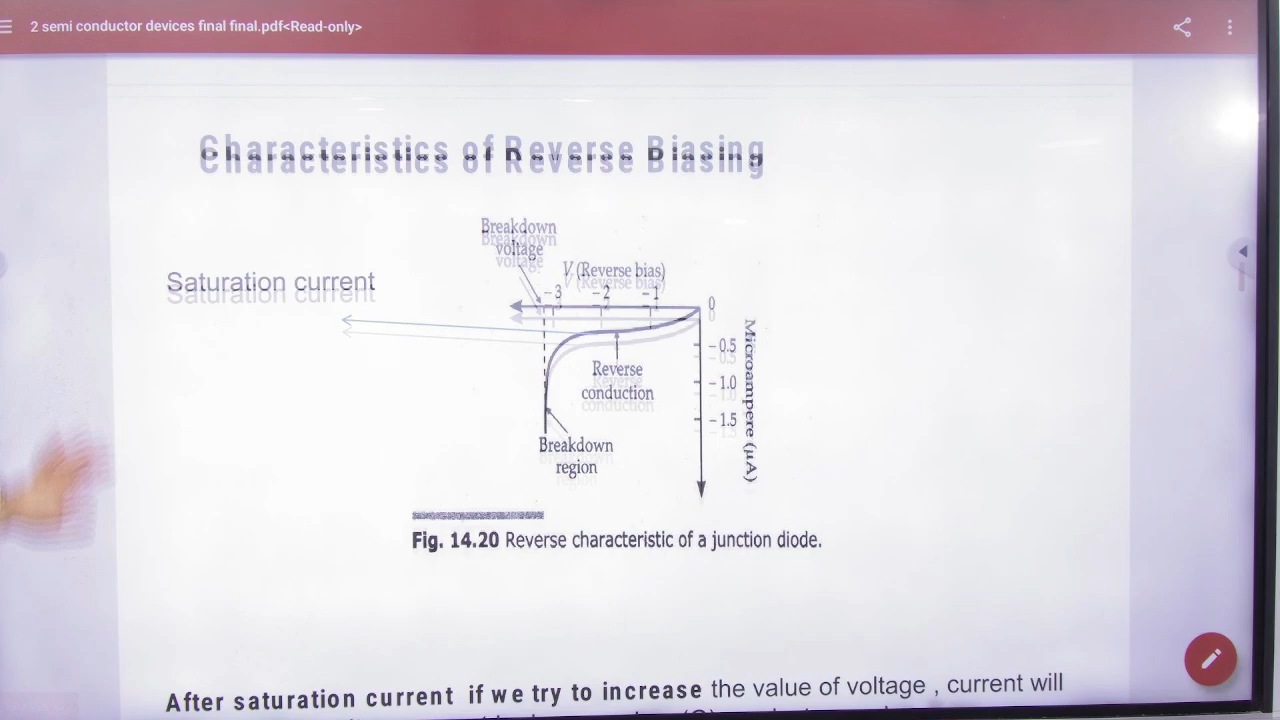 2 semi conductor devices final final.pdf<Read-only>
Characteristics of Reverse Biasing
Breakdown
voltage
Saturation current
V (Reverse bias)
−3 −2 −1 0
−0.5
−1.0
−1.5
Microampere (μA)
Reverse
conduction
Breakdown
region
Fig. 14.20 Reverse characteristic of a junction diode.
After saturation current if we try to increase the value of voltage , current will